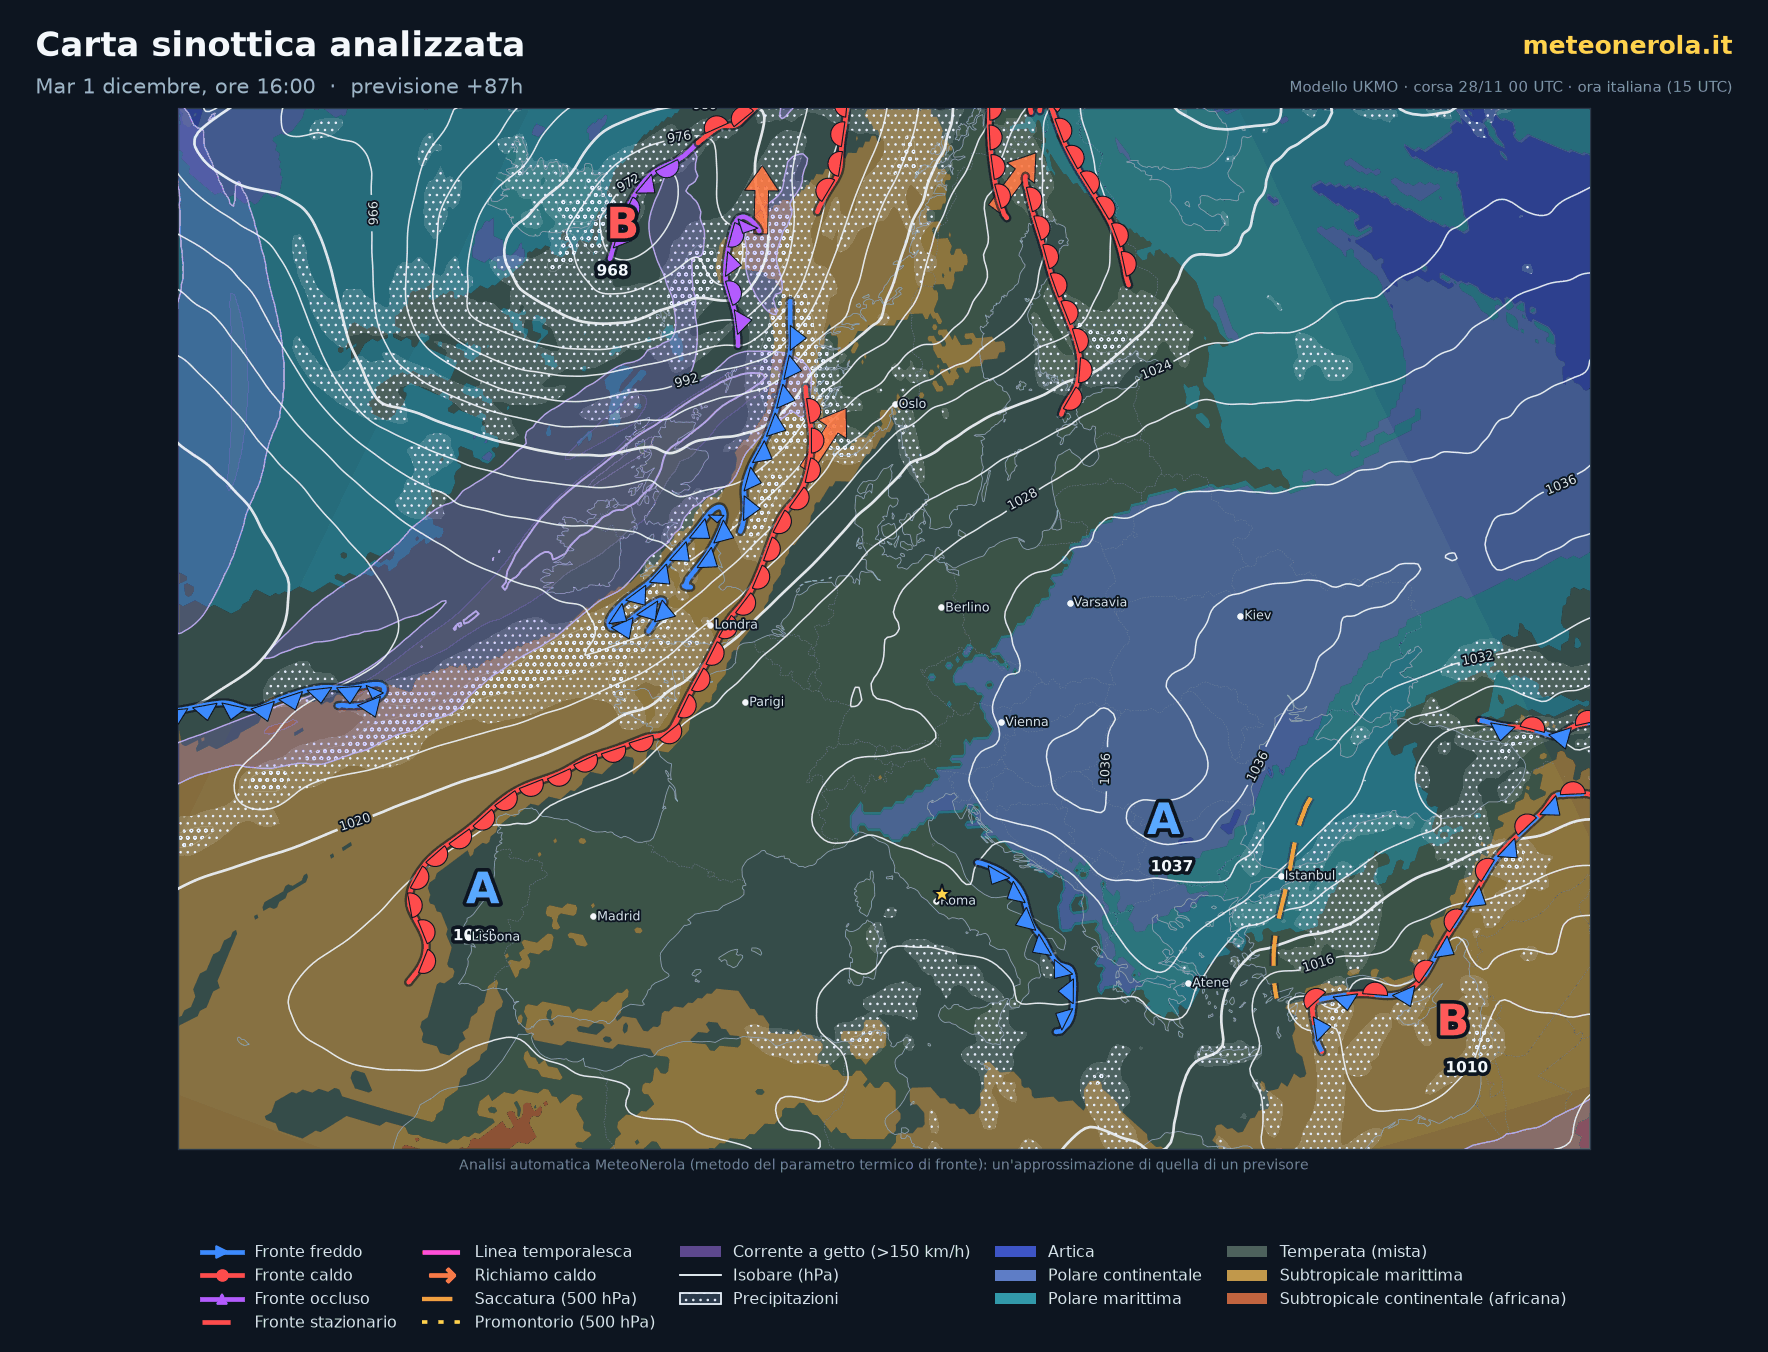 Carta sinottica analizzata
meteonerola.it
Mar 1 dicembre, ore 16:00 · previsione +87h
Modello UKMO · corsa 28/11 00 UTC · ora italiana (15 UTC)
976
972
996
B
968
992
Oslo
1024
1036
1028
Berlino
Varsavia
Kiev
Londra
1032
Parigi
Vienna
1036
1036
1020
A
1037
Istanbul
A
Roma
Madrid
Lisbona
1016
Atene
B
1010
Analisi automatica MeteoNerola (metodo del parametro termico di fronte): un'approssimazione di quella di un previsore
Fronte freddo
Linea temporalesca
Corrente a getto (>150 km/h)
Artica
Temperata (mista)
Fronte caldo
Richiamo caldo
Isobare (hPa)
Polare continentale
Subtropicale marittima
Fronte occluso
Saccatura (500 hPa)
Precipitazioni
Polare marittima
Subtropicale continentale (africana)
Fronte stazionario
Promontorio (500 hPa)